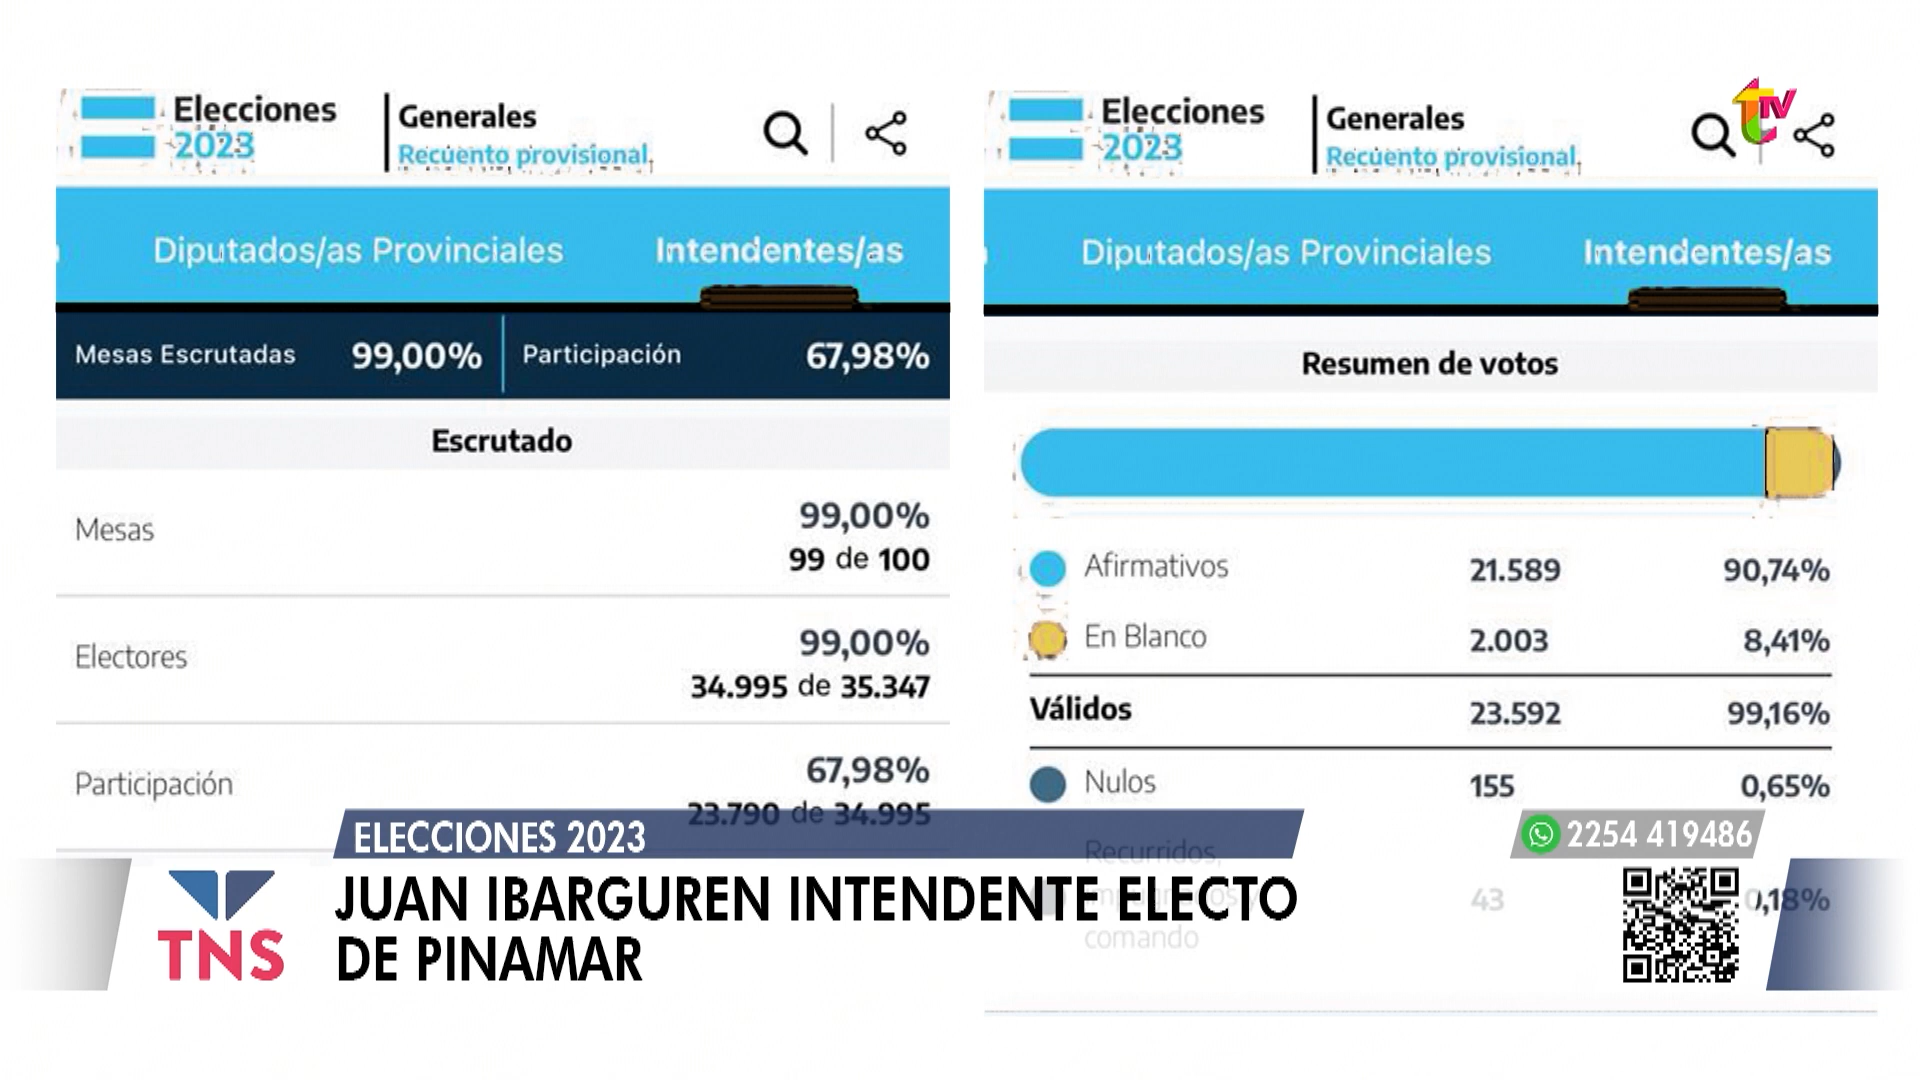 Elecciones
2023
Generales
Recuento provisional
Diputados/as Provinciales
Intendentes/as
Mesas Escrutadas 99,00%
Participación 67,98%
Escrutado
Mesas
99,00%
99 de 100
Electores
99,00%
34.995 de 35.347
Participación
67,98%
23.790 de 34.995
Elecciones
2023
Generales
Recuento provisional
tTV
Diputados/as Provinciales
Intendentes/as
Resumen de votos
Afirmativos 21.589 90,74%
En Blanco 2.003 8,41%
Válidos 23.592 99,16%
Nulos 155 0,65%
Recurridos,
43 0,18%
comando
ELECCIONES 2023
2254 419486
TNS
JUAN IBARGUREN INTENDENTE ELECTO
DE PINAMAR